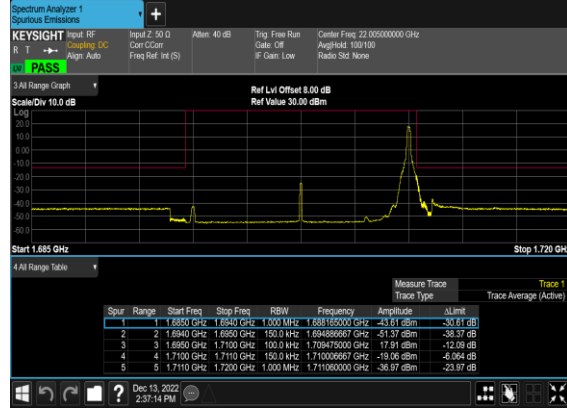 Spectrum Analyzer 1
Spurious Emissions
KEYSIGHT Input: RF Input Z: 50 Ω Atten: 40 dB Trig: Free Run Center Freq: 22.005000000 GHz
R T Coupling: DC Corr CCorr Gate: Off Avg|Hold: 100/100
Align: Auto Freq Ref: Int (S) IF Gain: Low Radio Std: None
LW PASS
3 All Range Graph
Ref Lvl Offset 8.00 dB
Scale/Div 10.0 dB Ref Value 30.00 dBm
Log
20.0
10.0
0.00
-10.0
-20.0
-30.0
-40.0
-50.0
-60.0
Start 1.685 GHz Stop 1.720 GH
4 All Range Table
Measure Trace Trace 1
Trace Type Trace Average (Active)
Spur Range Start Freq Stop Freq RBW Frequency Amplitude ΔLimit
1 1 1.6850 GHz 1.6940 GHz 1.000 MHz 1.688165000 GHz -43.61 dBm -30.61 dB
2 2 1.6940 GHz 1.6950 GHz 150.0 kHz 1.694886667 GHz -51.37 dBm -38.37 dB
3 3 1.6950 GHz 1.7100 GHz 100.0 kHz 1.709475000 GHz 17.91 dBm -12.09 dB
4 4 1.7100 GHz 1.7110 GHz 150.0 kHz 1.710006667 GHz -19.06 dBm -6.064 dB
5 5 1.7110 GHz 1.7200 GHz 1.000 MHz 1.711060000 GHz -36.97 dBm -23.97 dB
Dec 13, 2022
2:37:14 PM